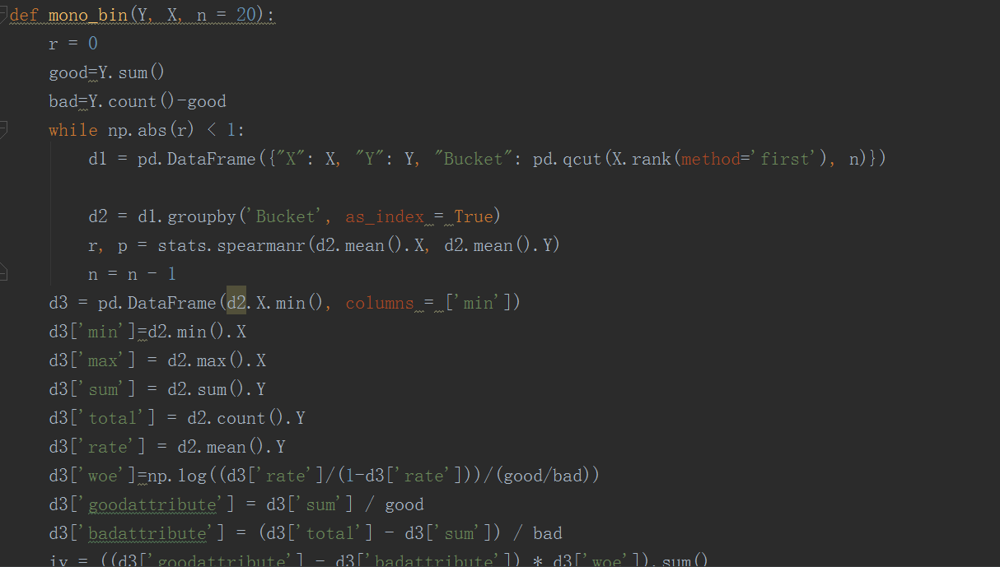 def mono_bin(Y, X, n = 20):
    r = 0
    good=Y.sum()
    bad=Y.count()-good
    while np.abs(r) < 1:
        d1 = pd.DataFrame({"X": X, "Y": Y, "Bucket": pd.qcut(X.rank(method='first'), n)})
        d2 = d1.groupby('Bucket', as_index = True)
        r, p = stats.spearmanr(d2.mean().X, d2.mean().Y)
        n = n - 1
    d3 = pd.DataFrame(d2.X.min(), columns = ['min'])
    d3['min']=d2.min().X
    d3['max'] = d2.max().X
    d3['sum'] = d2.sum().Y
    d3['total'] = d2.count().Y
    d3['rate'] = d2.mean().Y
    d3['woe']=np.log((d3['rate']/(1-d3['rate']))/(good/bad))
    d3['goodattribute'] = d3['sum'] / good
    d3['badattribute'] = (d3['total'] - d3['sum']) / bad
    iv = ((d3['goodattribute'] - d3['badattribute']) * d3['woe']).sum()